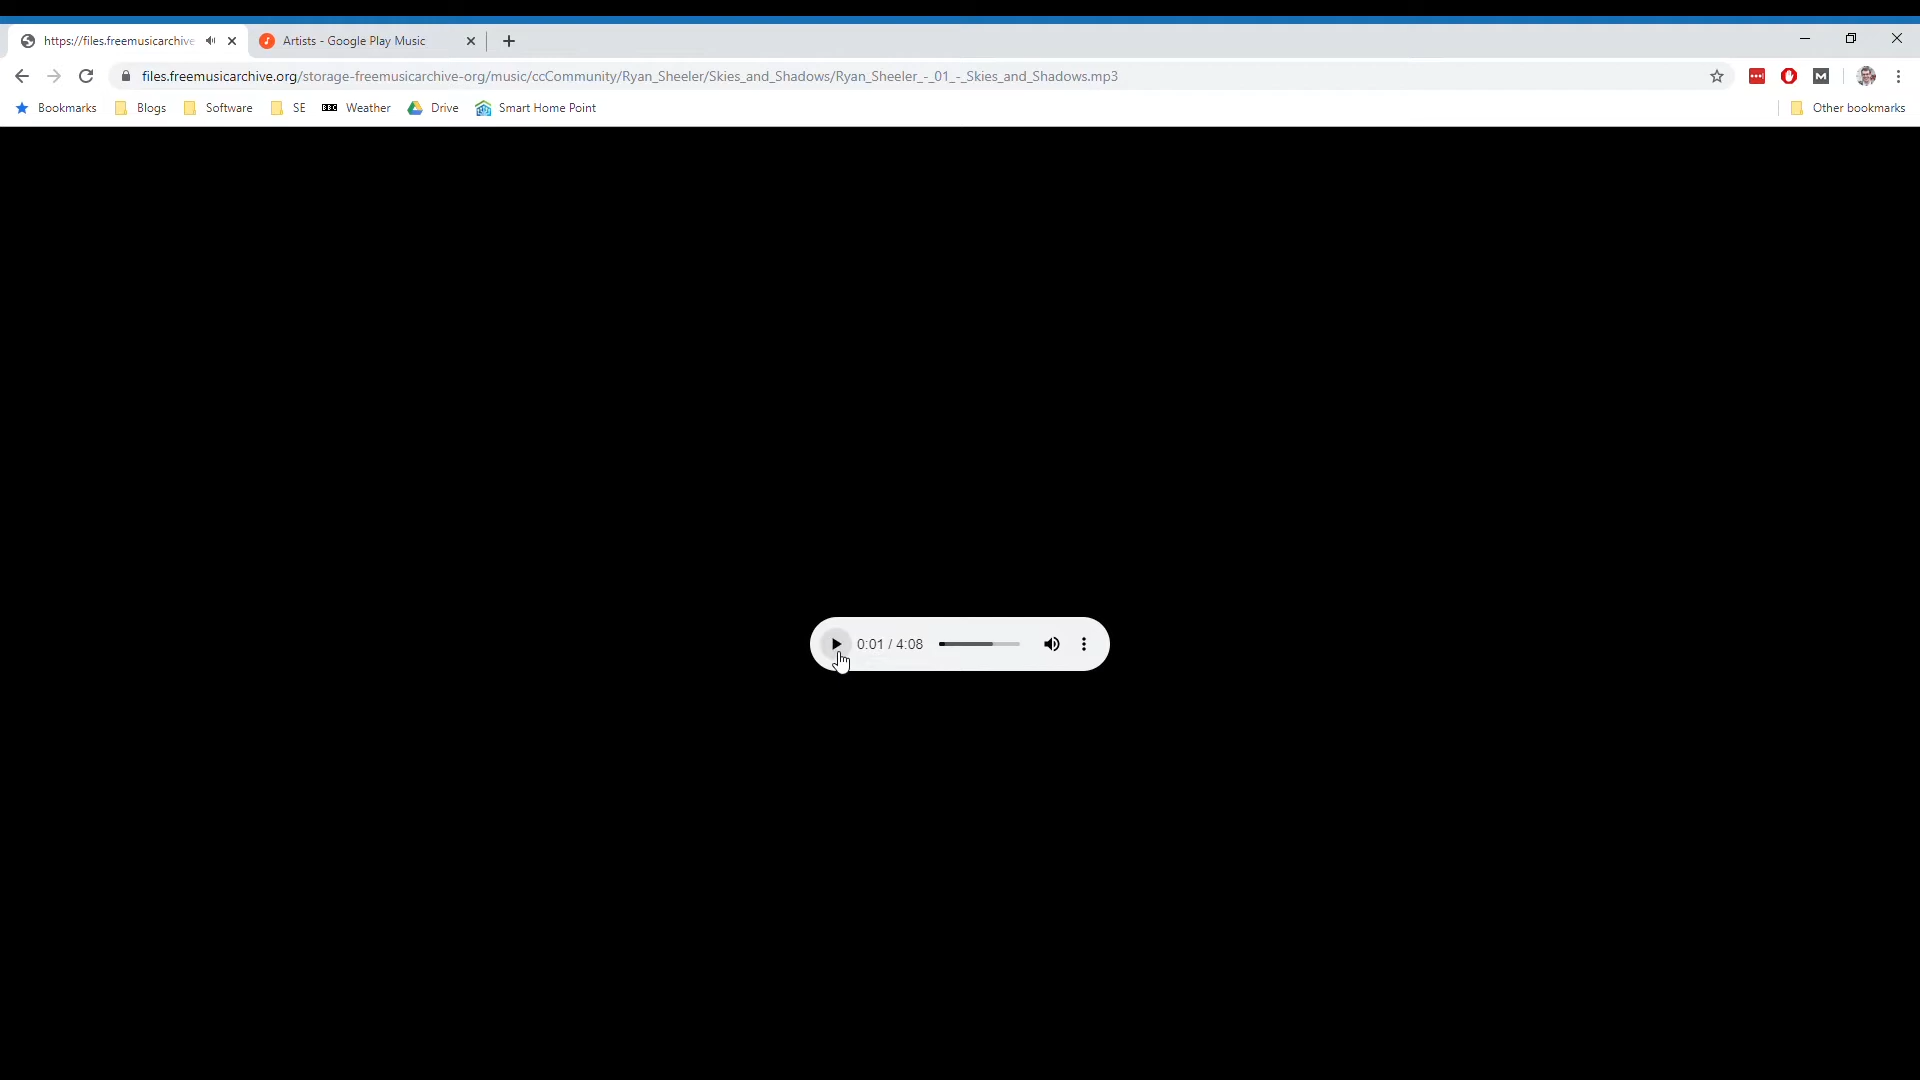 https://files.freemusicarchive
Artists - Google Play Music
files.freemusicarchive.org/storage-freemusicarchive-org/music/ccCommunity/Ryan_Sheeler/Skies_and_Shadows/Ryan_Sheeler_-_01_-_Skies_and_Shadows.mp3
M
Bookmarks Blogs Software SE BBC Weather Drive Smart Home Point Other bookmarks
0:01 / 4:08